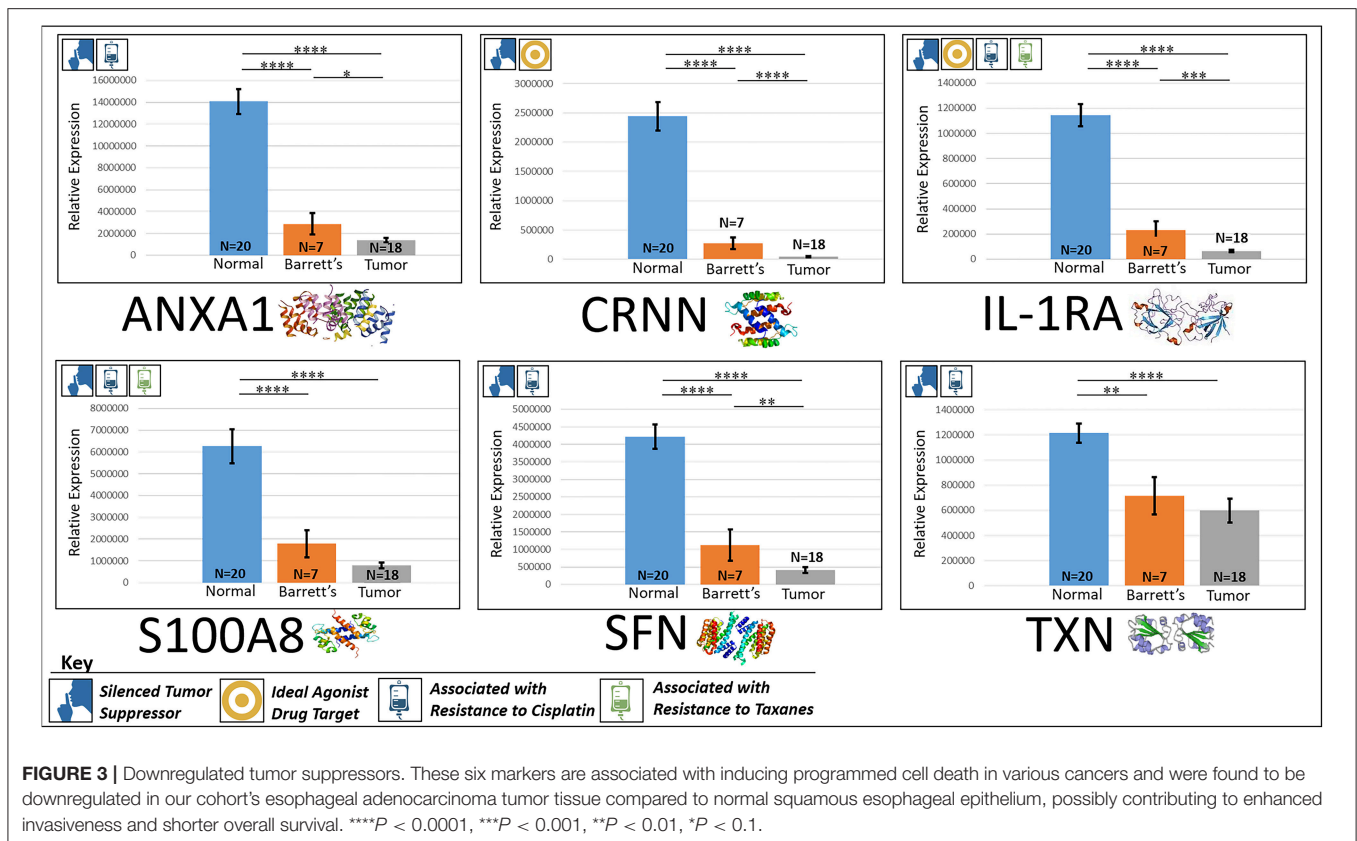 ****
****
*
Relative Expression
16000000
14000000
12000000
10000000
8000000
6000000
4000000
2000000
0
N=20
N=7
N=18
Normal
Barrett's
Tumor
ANXA1
****
****
****
Relative Expression
3000000
2500000
2000000
1500000
1000000
500000
0
N=20
N=7
N=18
Normal
Barrett's
Tumor
CRNN
****
****
***
Relative Expression
1400000
1200000
1000000
800000
600000
400000
200000
0
N=20
N=7
N=18
Normal
Barrett's
Tumor
IL-1RA
****
****
Relative Expression
8000000
7000000
6000000
5000000
4000000
3000000
2000000
1000000
0
N=20
N=7
N=18
Normal
Barrett's
Tumor
S100A8
****
****
**
Relative Expression
5000000
4500000
4000000
3500000
3000000
2500000
2000000
1500000
1000000
500000
0
N=20
N=7
N=18
Normal
Barrett's
Tumor
SFN
****
**
Relative Expression
1400000
1200000
1000000
800000
600000
400000
200000
0
N=20
N=7
N=18
Normal
Barrett's
Tumor
TXN
Key
Silenced Tumor
Suppressor
Ideal Agonist
Drug Target
Associated with
Resistance to Cisplatin
Associated with
Resistance to Taxanes
FIGURE 3 | Downregulated tumor suppressors. These six markers are associated with inducing programmed cell death in various cancers and were found to be
downregulated in our cohort's esophageal adenocarcinoma tumor tissue compared to normal squamous esophageal epithelium, possibly contributing to enhanced
invasiveness and shorter overall survival. ****P < 0.0001, ***P < 0.001, **P < 0.01, *P < 0.1.